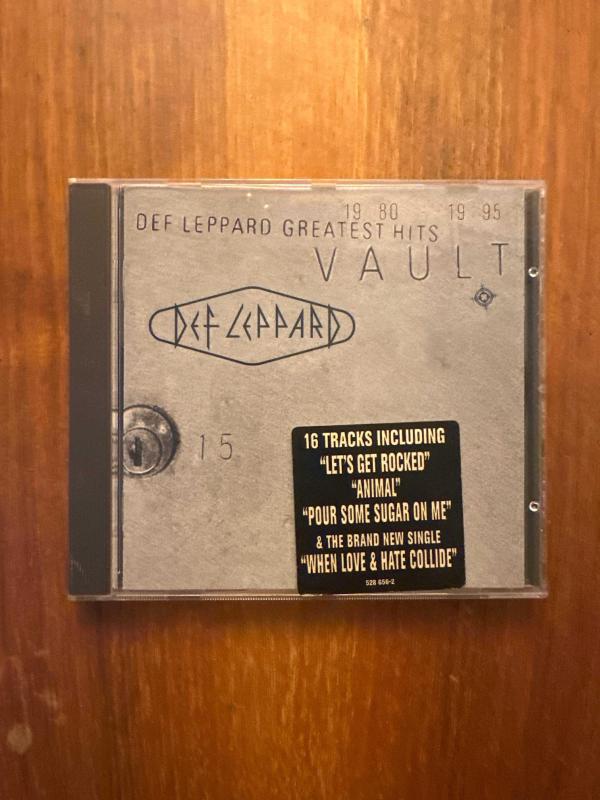 19 80 19 95
DEF LEPPARD GREATEST HITS
VAULT
DEF LEPPARD
15
16 TRACKS INCLUDING
"LET'S GET ROCKED"
"ANIMAL"
"POUR SOME SUGAR ON ME"
& THE BRAND NEW SINGLE
"WHEN LOVE & HATE COLLIDE"
528 656-2